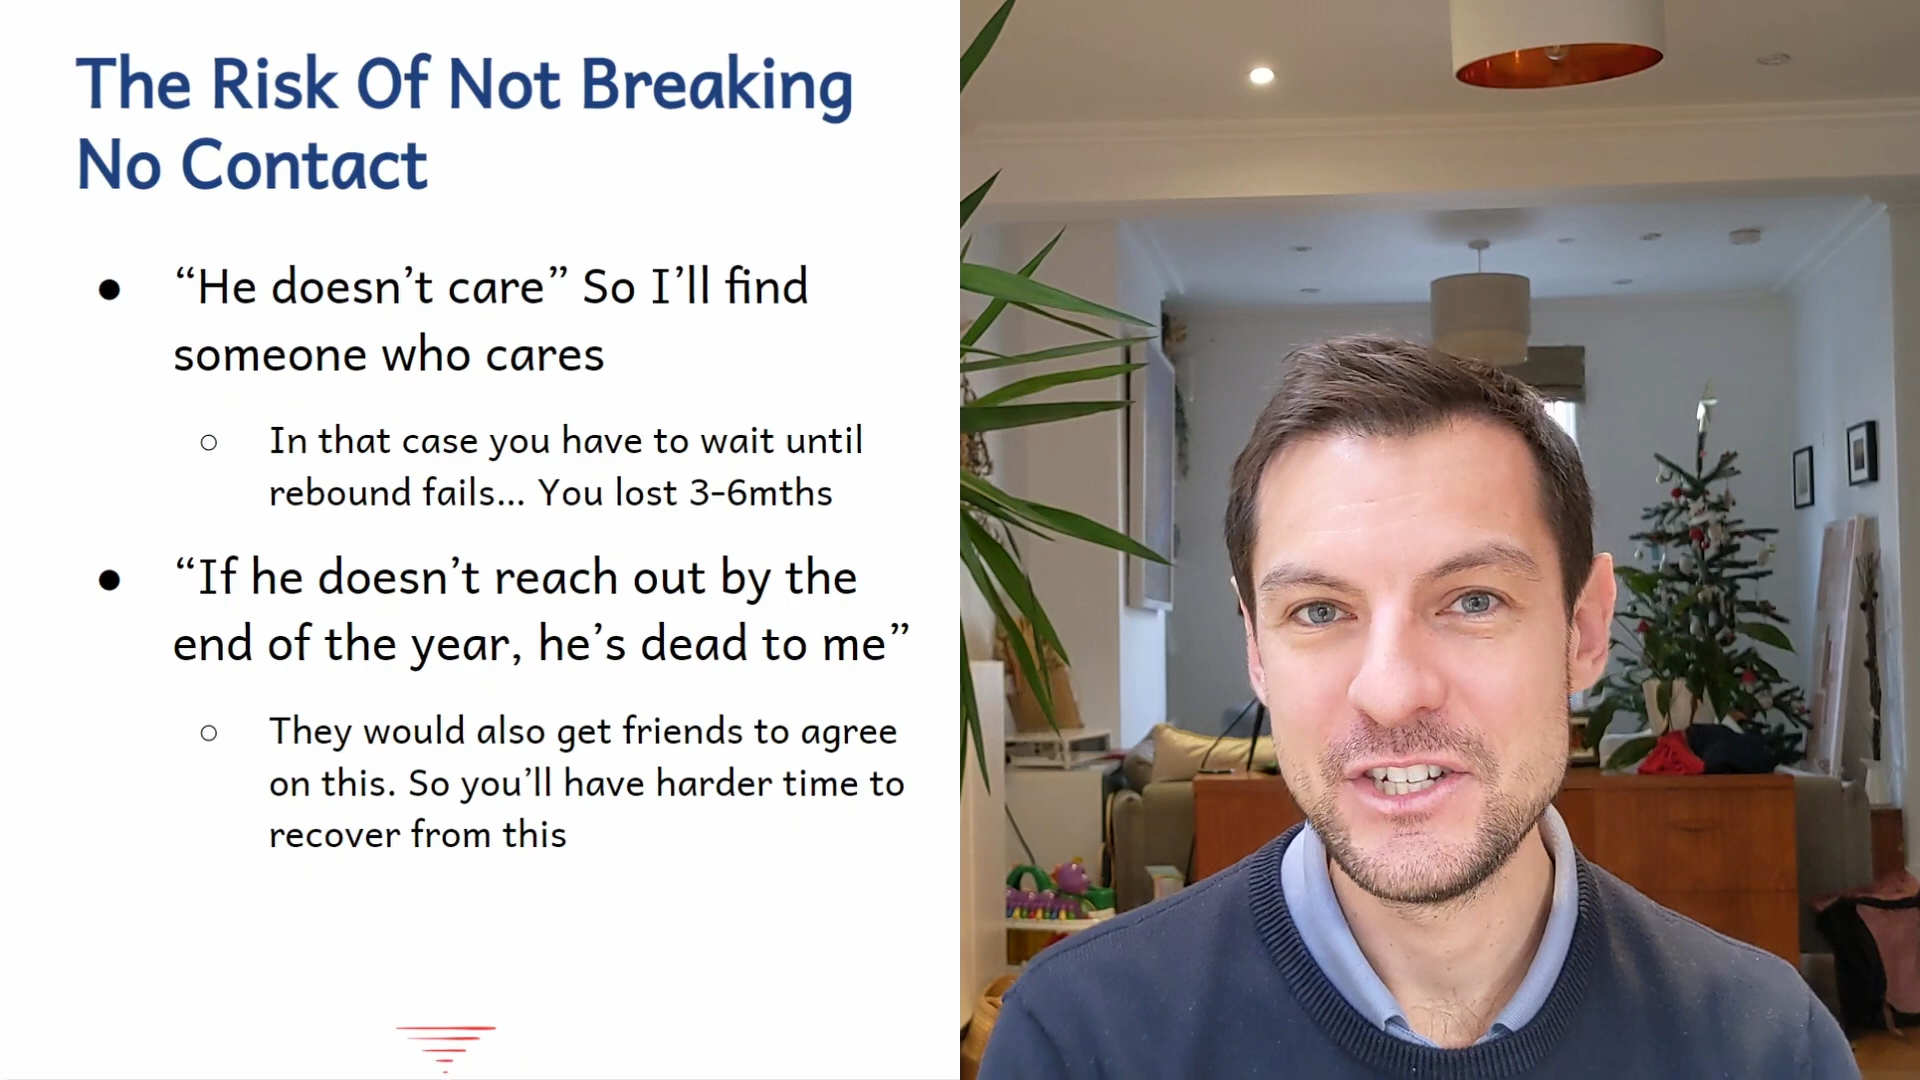 The Risk Of Not Breaking
No Contact
● “He doesn’t care” So I’ll find
someone who cares
○ In that case you have to wait until
rebound fails... You lost 3-6mths
● “If he doesn’t reach out by the
end of the year, he’s dead to me”
○ They would also get friends to agree
on this. So you’ll have harder time to
recover from this